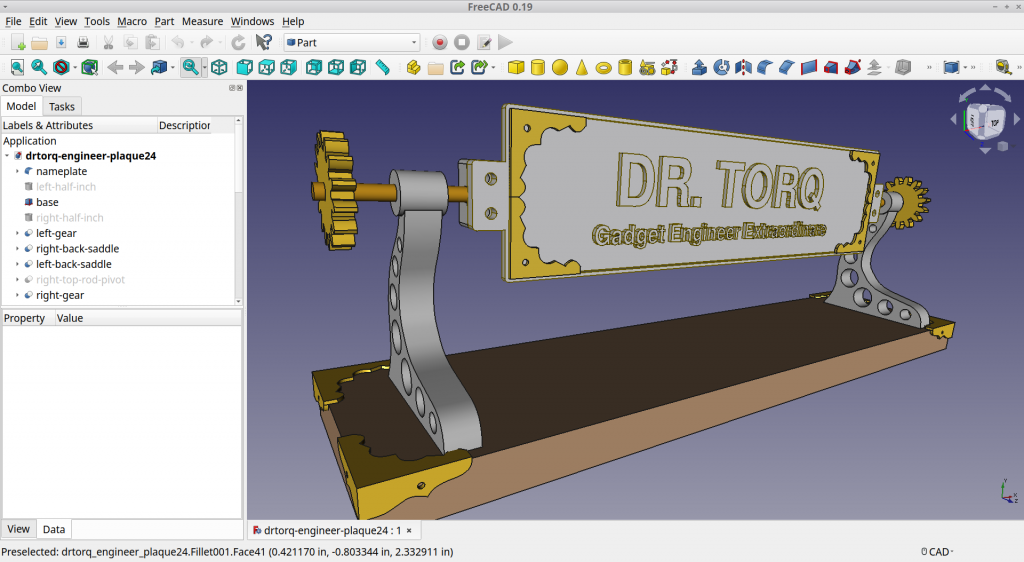 FreeCAD 0.19
File Edit View Tools Macro Part Measure Windows Help
Part
Combo View
Model Tasks
Labels & Attributes Description
Application
drtorq-engineer-plaque24
nameplate
left-half-inch
base
right-half-inch
left-gear
right-back-saddle
left-back-saddle
right-top-rod-pivot
right-gear
Property Value
DR. TORQ
Gadget Engineer Extraordinare
TOP
Y
X
Z
View Data
drtorq-engineer-plaque24 : 1
Preselected: drtorq_engineer_plaque24.Fillet001.Face41 (0.421170 in, -0.803344 in, 2.332911 in)
CAD